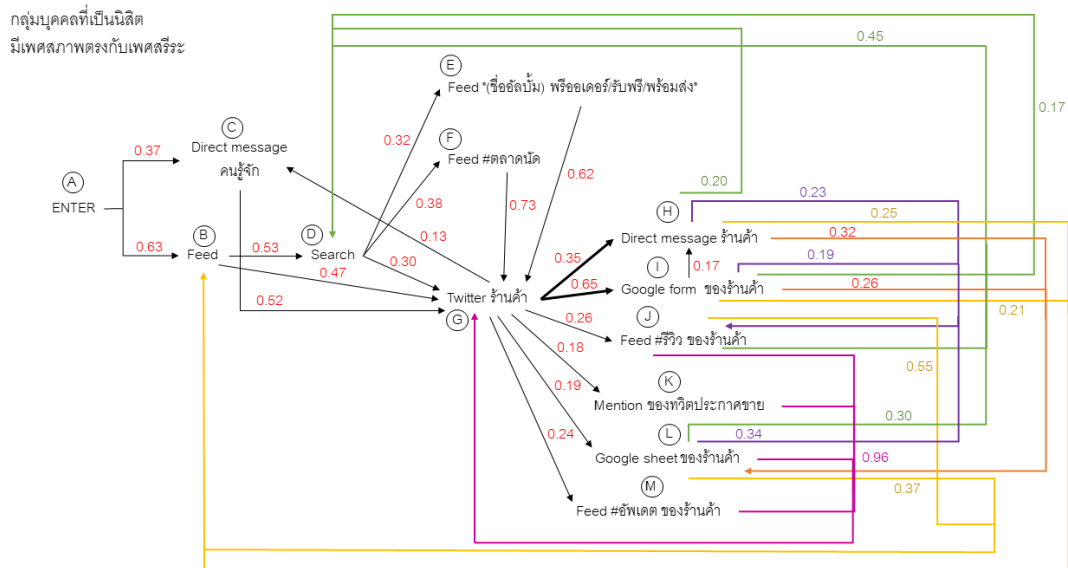 กลุ่มบุคคลที่เป็นนิสิต
มีเพศสภาพตรงกับเพศสรีระ
A
ENTER
0.37
0.63
C
Direct message
คนรู้จัก
B
Feed
0.53
0.47
0.52
D
Search
0.32
0.38
0.30
0.13
E
Feed "(ชื่ออัลบั้ม) พรีออเดอร์/รับพรี/พร้อมส่ง"
F
Feed #ตลาดนัด
0.73
0.62
Twitter ร้านค้า
G
0.35
0.65
0.26
0.18
0.19
0.24
H
Direct message ร้านค้า
I
0.17
Google form ของร้านค้า
J
Feed #รีวิว ของร้านค้า
K
Mention ของทวิตประกาศขาย
L
Google sheet ของร้านค้า
M
Feed #อัพเดต ของร้านค้า
0.45
0.17
0.20
0.23
0.25
0.32
0.19
0.26
0.21
0.55
0.30
0.34
0.96
0.37